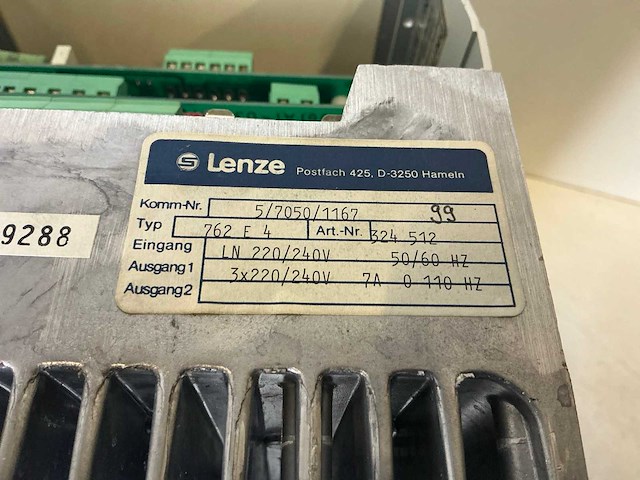 Lenze Postfach 425, D-3250 Hameln
Komm-Nr. 5/7050/1167 99
Typ 762 E 4 Art.-Nr. 324 512
Eingang LN 220/240V 50/60 HZ
Ausgang1 3x220/240V 7A 0 110 HZ
Ausgang2
9288